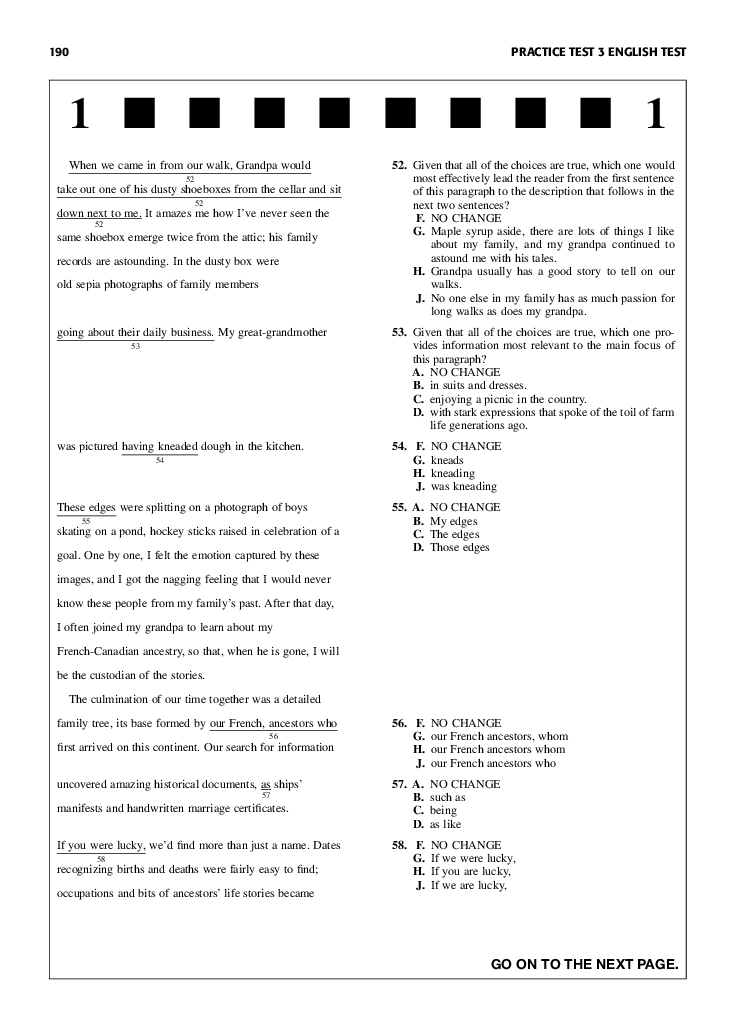 190
PRACTICE TEST 3 ENGLISH TEST
1 1
When we came in from our walk, Grandpa would
52
take out one of his dusty shoeboxes from the cellar and sit
52
down next to me. It amazes me how I've never seen the
52
same shoebox emerge twice from the attic; his family
records are astounding. In the dusty box were
old sepia photographs of family members
going about their daily business. My great-grandmother
53
was pictured having kneaded dough in the kitchen.
54
These edges were splitting on a photograph of boys
55
skating on a pond, hockey sticks raised in celebration of a
goal. One by one, I felt the emotion captured by these
images, and I got the nagging feeling that I would never
know these people from my family's past. After that day,
I often joined my grandpa to learn about my
French-Canadian ancestry, so that, when he is gone, I will
be the custodian of the stories.
The culmination of our time together was a detailed
family tree, its base formed by our French, ancestors who
56
first arrived on this continent. Our search for information
uncovered amazing historical documents, as ships'
57
manifests and handwritten marriage certificates.
If you were lucky, we'd find more than just a name. Dates
58
recognizing births and deaths were fairly easy to find;
occupations and bits of ancestors' life stories became
52. Given that all of the choices are true, which one would
most effectively lead the reader from the first sentence
of this paragraph to the description that follows in the
next two sentences?
F. NO CHANGE
G. Maple syrup aside, there are lots of things I like
about my family, and my grandpa continued to
astound me with his tales.
H. Grandpa usually has a good story to tell on our
walks.
J. No one else in my family has as much passion for
long walks as does my grandpa.
53. Given that all of the choices are true, which one pro-
vides information most relevant to the main focus of
this paragraph?
A. NO CHANGE
B. in suits and dresses.
C. enjoying a picnic in the country.
D. with stark expressions that spoke of the toil of farm
life generations ago.
54. F. NO CHANGE
G. kneads
H. kneading
J. was kneading
55. A. NO CHANGE
B. My edges
C. The edges
D. Those edges
56. F. NO CHANGE
G. our French ancestors, whom
H. our French ancestors whom
J. our French ancestors who
57. A. NO CHANGE
B. such as
C. being
D. as like
58. F. NO CHANGE
G. If we were lucky,
H. If you are lucky,
J. If we are lucky,
GO ON TO THE NEXT PAGE.